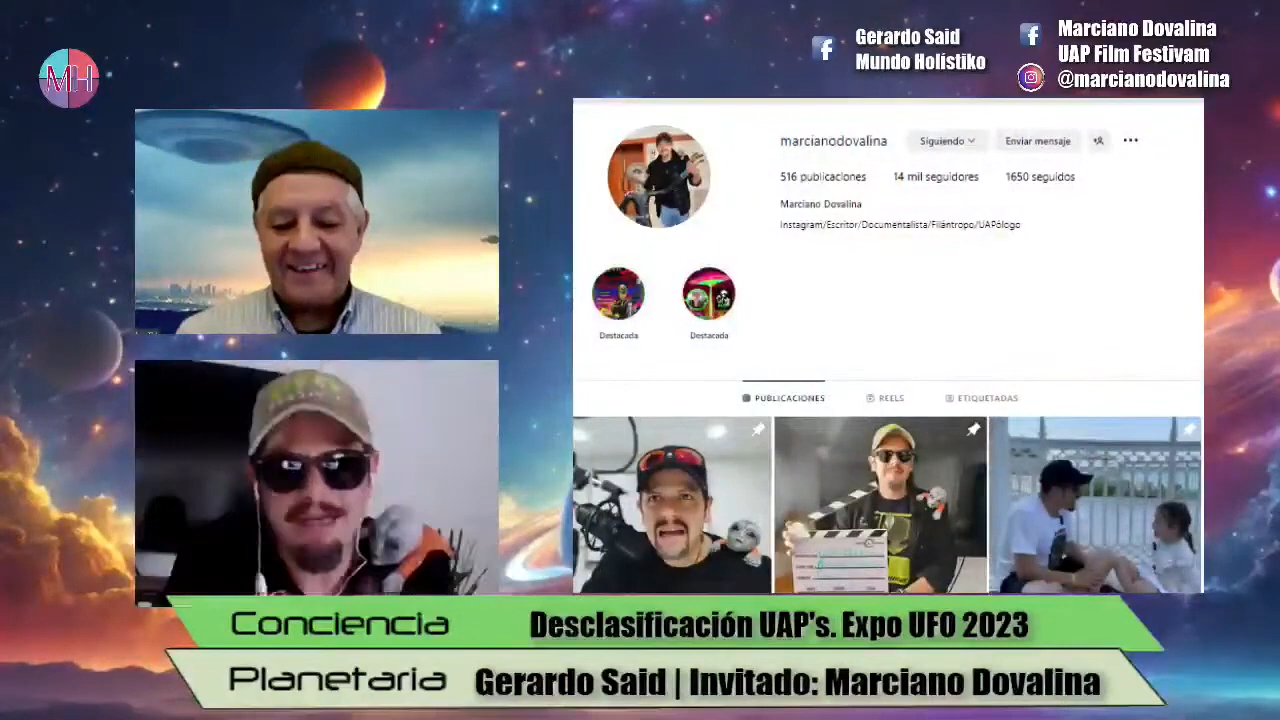 MH
Gerardo Said
Mundo Holístiko
Marciano Dovalina
UAP Film Festivam
@marcianodovalina
marcianodovalina
Siguiendo
Enviar mensaje
516 publicaciones
14 mil seguidores
1650 seguidos
Marciano Dovalina
Instagram/Escritor/Documentalista/Filántropo/UAPólogo
Destacada
Destacada
PUBLICACIONES
REELS
ETIQUETADAS
Conciencia
Desclasificación UAP's. Expo UFO 2023
Planetaria
Gerardo Said | Invitado: Marciano Dovalina